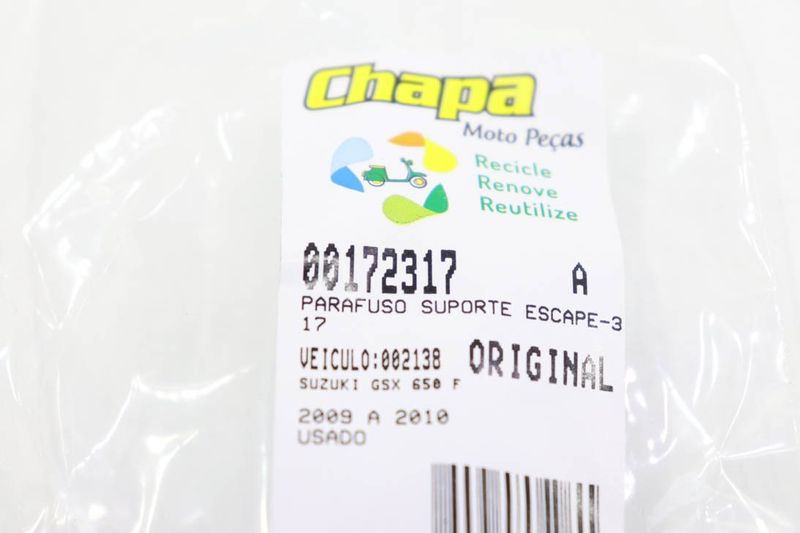 Chapa
Moto Peças
Recicle
Renove
Reutilize
00172317 A
PARAFUSO SUPORTE ESCAPE-3
17
VEICULO:002138 ORIGINAL
SUZUKI GSX 650 F
2009 A 2010
USADO